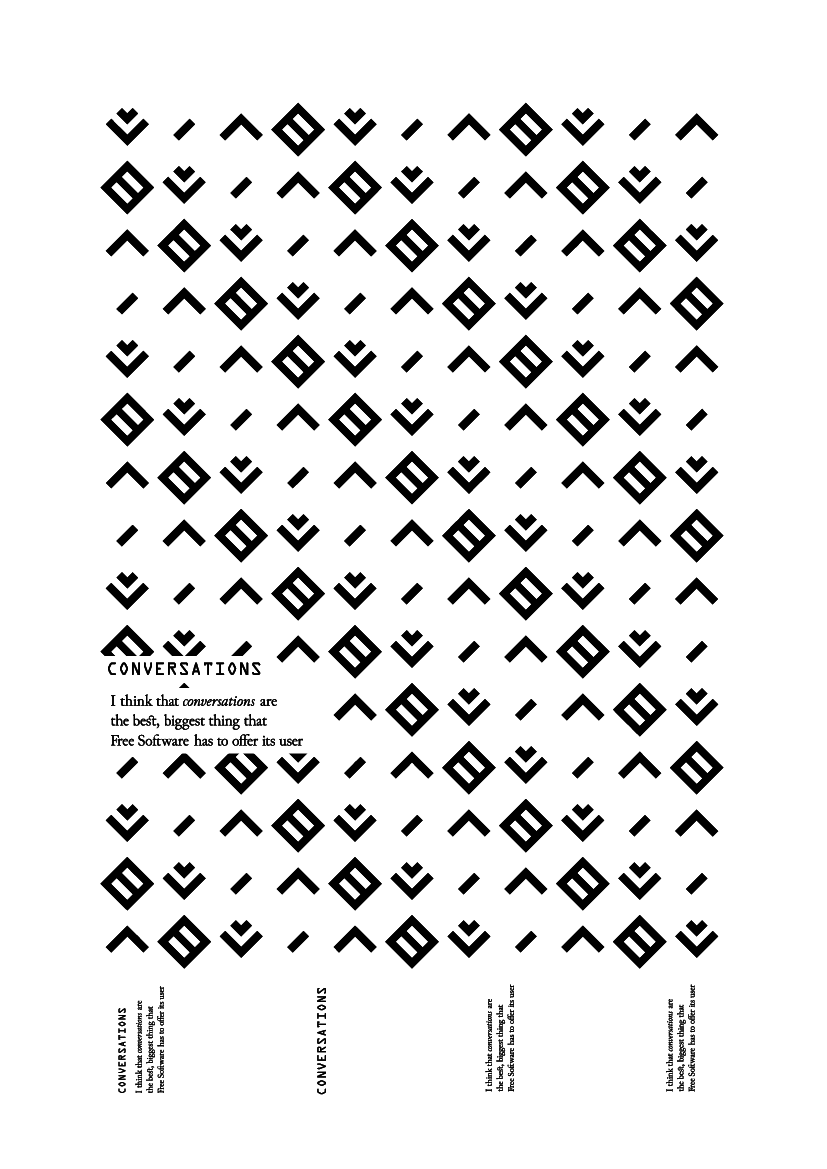 CONVERSATIONS
I think that conversations are
the best, biggest thing that
Free Software has to offer its user
CONVERSATIONS
I think that conversations are
the best, biggest thing that
Free Software has to offer its user
CONVERSATIONS
I think that conversations are
the best, biggest thing that
Free Software has to offer its user
I think that conversations are
the best, biggest thing that
Free Software has to offer its user